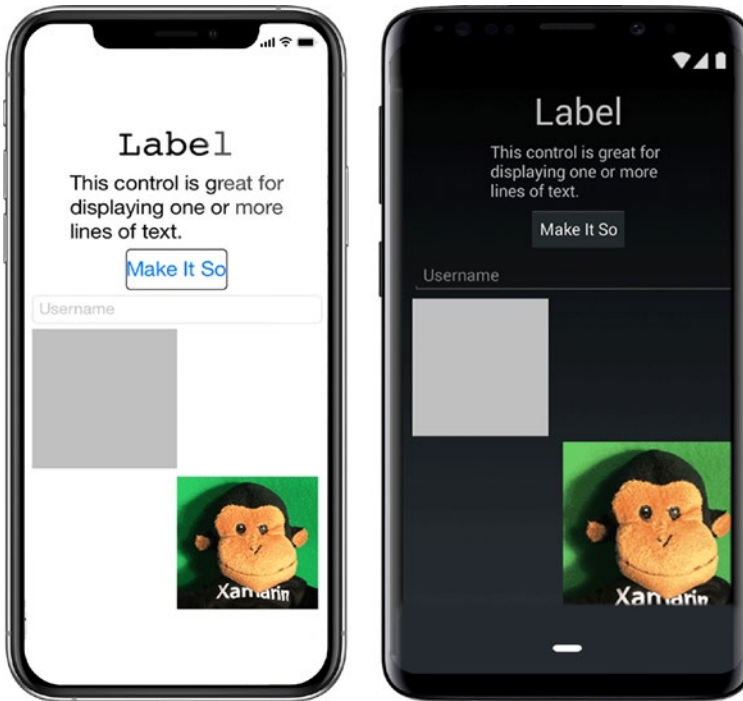 Label
This control is great for
displaying one or more
lines of text.
Make It So
Username
Xamarin
Label
This control is great for
displaying one or more
lines of text.
Make It So
Username
Xamarin